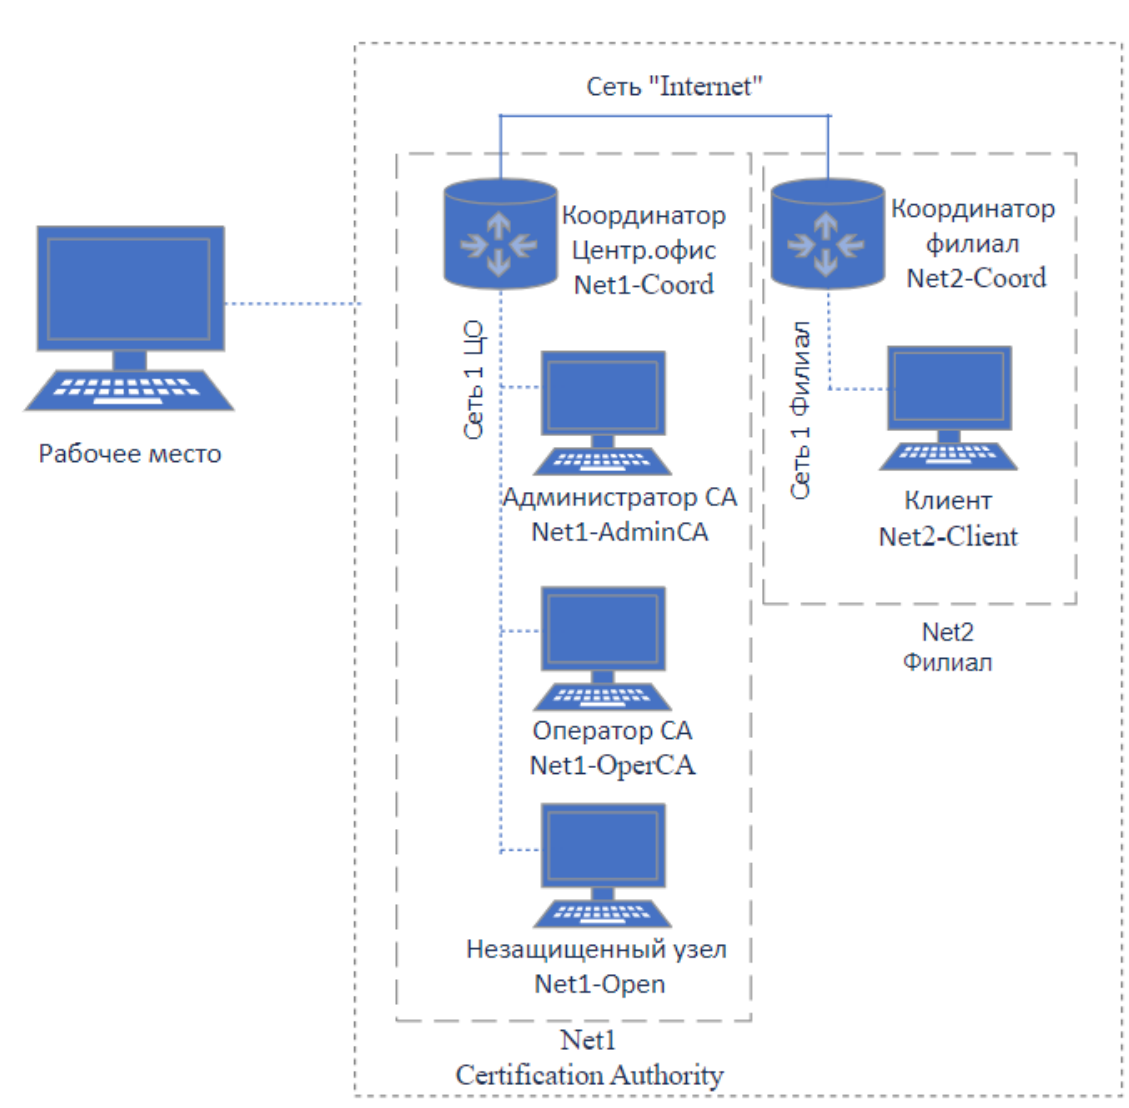 Сеть "Internet"
Координатор
Центр.офис
Net1-Coord
Координатор
филиал
Net2-Coord
Сеть 1 ЦО
Сеть 1 Филиал
Рабочее место
Администратор CA
Net1-AdminCA
Клиент
Net2-Client
Net2
Филиал
Оператор CA
Net1-OperCA
Незащищенный узел
Net1-Open
Net1
Certification Authority